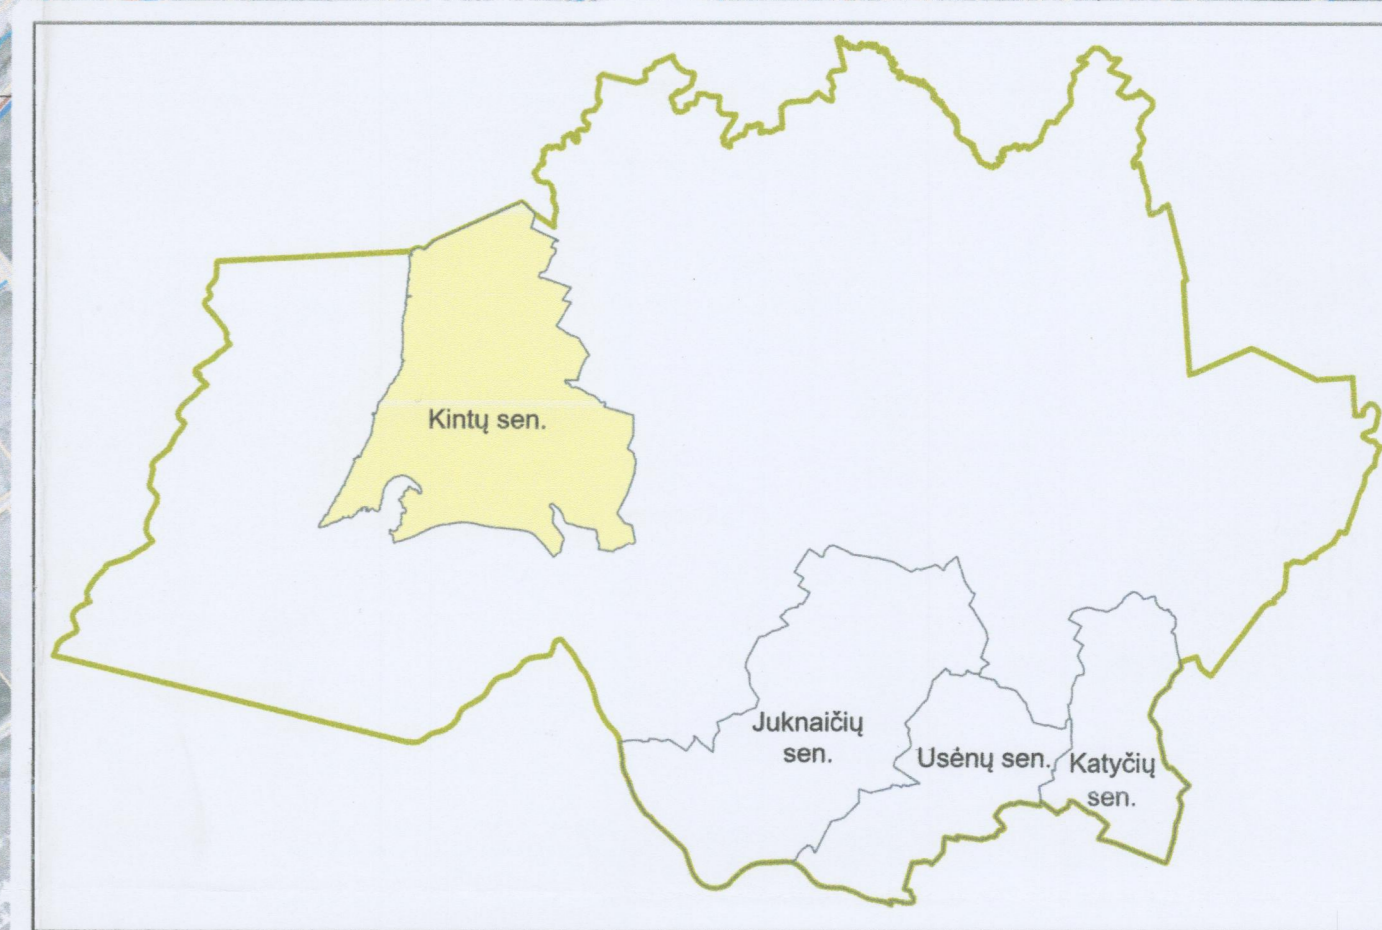 Kintų sen.
Juknaičių
sen.
Usėnų sen.
Katyčių
sen.